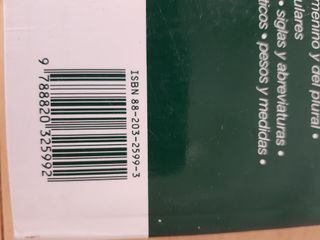 menino y del plural •
ulares
• siglas y abreviaturas •
ticos • pesos y medidas •
ISBN 88-203-2599-3
9 788820 325992